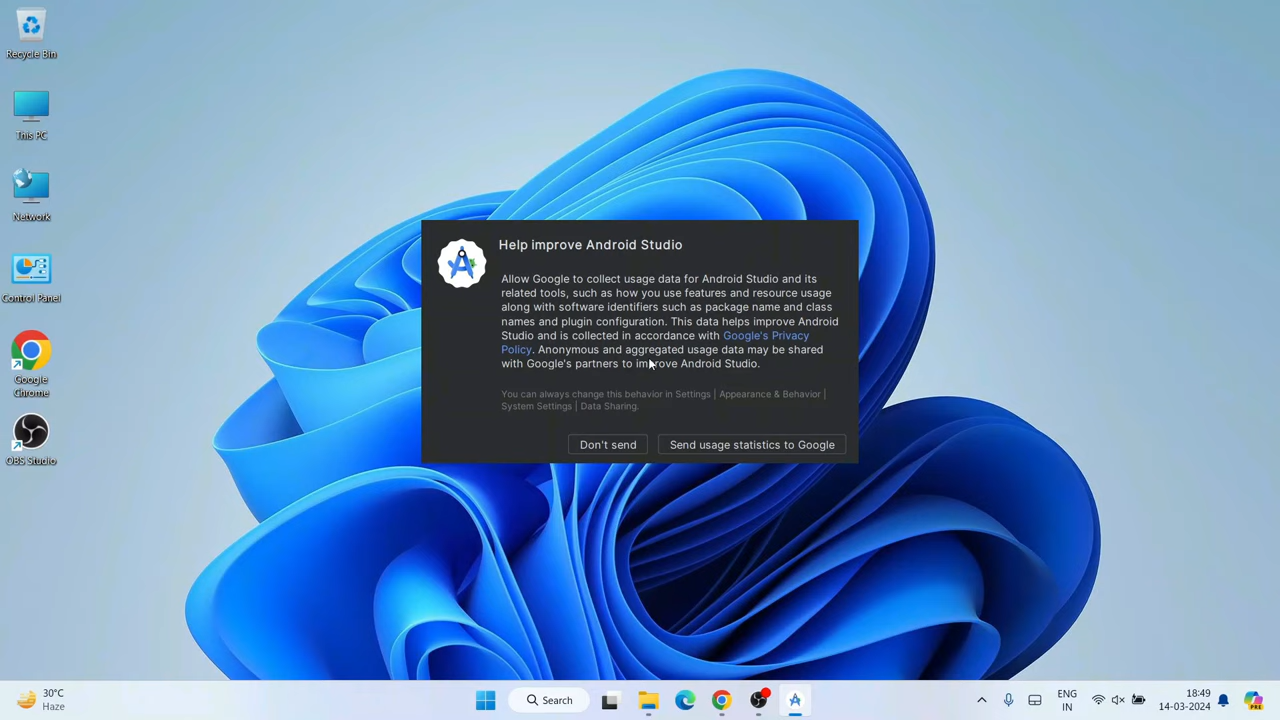 Recycle Bin
This PC
Network
Control Panel
Google
Chrome
OBS Studio
Help improve Android Studio
Allow Google to collect usage data for Android Studio and its
related tools, such as how you use features and resource usage
along with software identifiers such as package name and class
names and plugin configuration. This data helps improve Android
Studio and is collected in accordance with Google's Privacy
Policy. Anonymous and aggregated usage data may be shared
with Google's partners to improve Android Studio.
You can always change this behavior in Settings | Appearance & Behavior |
System Settings | Data Sharing.
Don't send
Send usage statistics to Google
30°C
Haze
Search
ENG
IN
18:49
14-03-2024
PRE